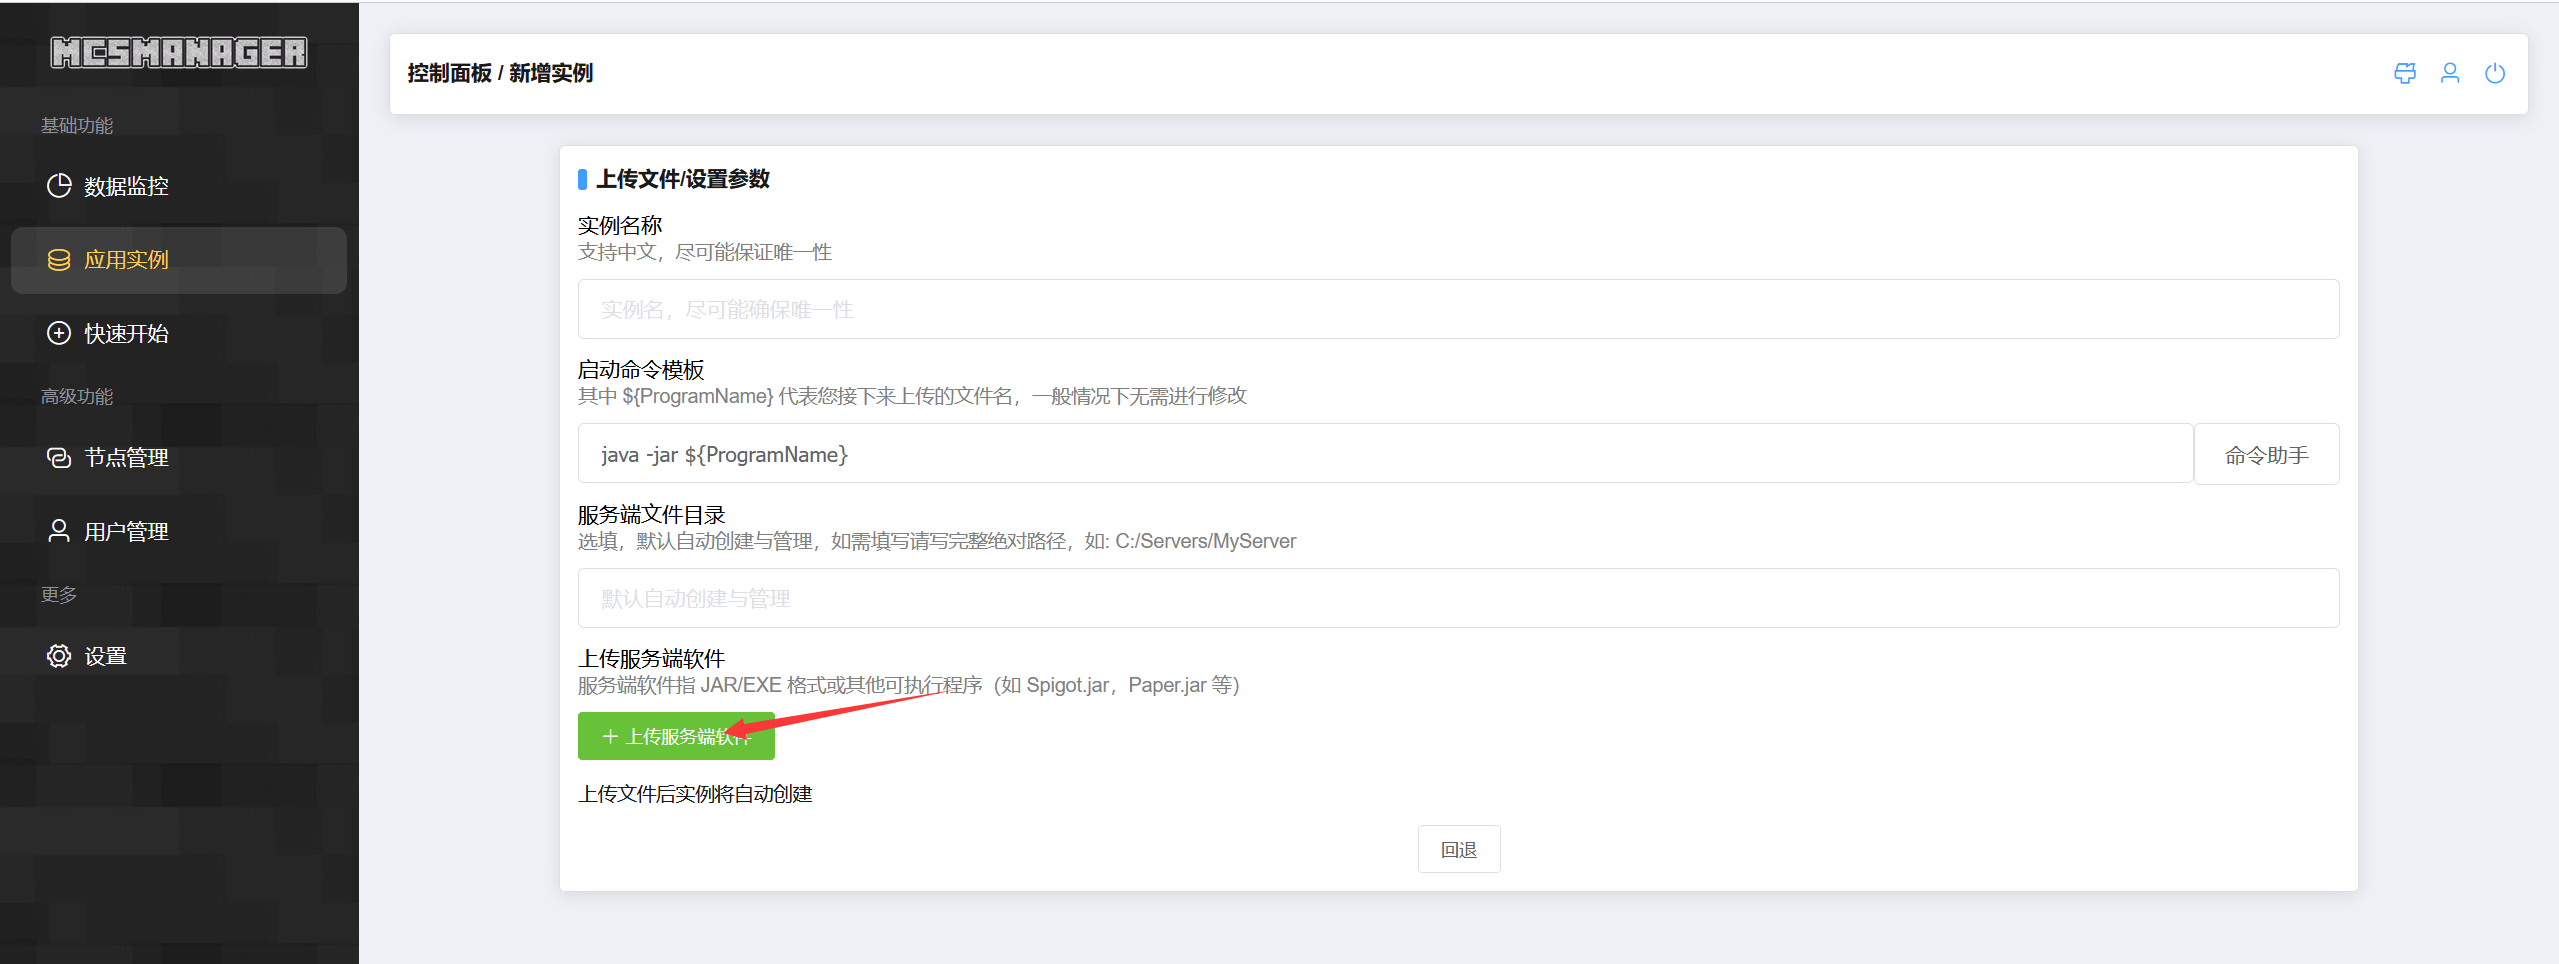 MCSMANAGER
基础功能
数据监控
应用实例
快速开始
高级功能
节点管理
用户管理
更多
设置
控制面板 / 新增实例
上传文件/设置参数
实例名称
支持中文，尽可能保证唯一性
实例名，尽可能确保唯一性
启动命令模板
其中 ${ProgramName} 代表您接下来上传的文件名，一般情况下无需进行修改
java -jar ${ProgramName}
命令助手
服务端文件目录
选填，默认自动创建与管理，如需填写请写完整绝对路径，如: C:/Servers/MyServer
默认自动创建与管理
上传服务端软件
服务端软件指 JAR/EXE 格式或其他可执行程序（如 Spigot.jar，Paper.jar 等）
上传服务端软件
上传文件后实例将自动创建
回退